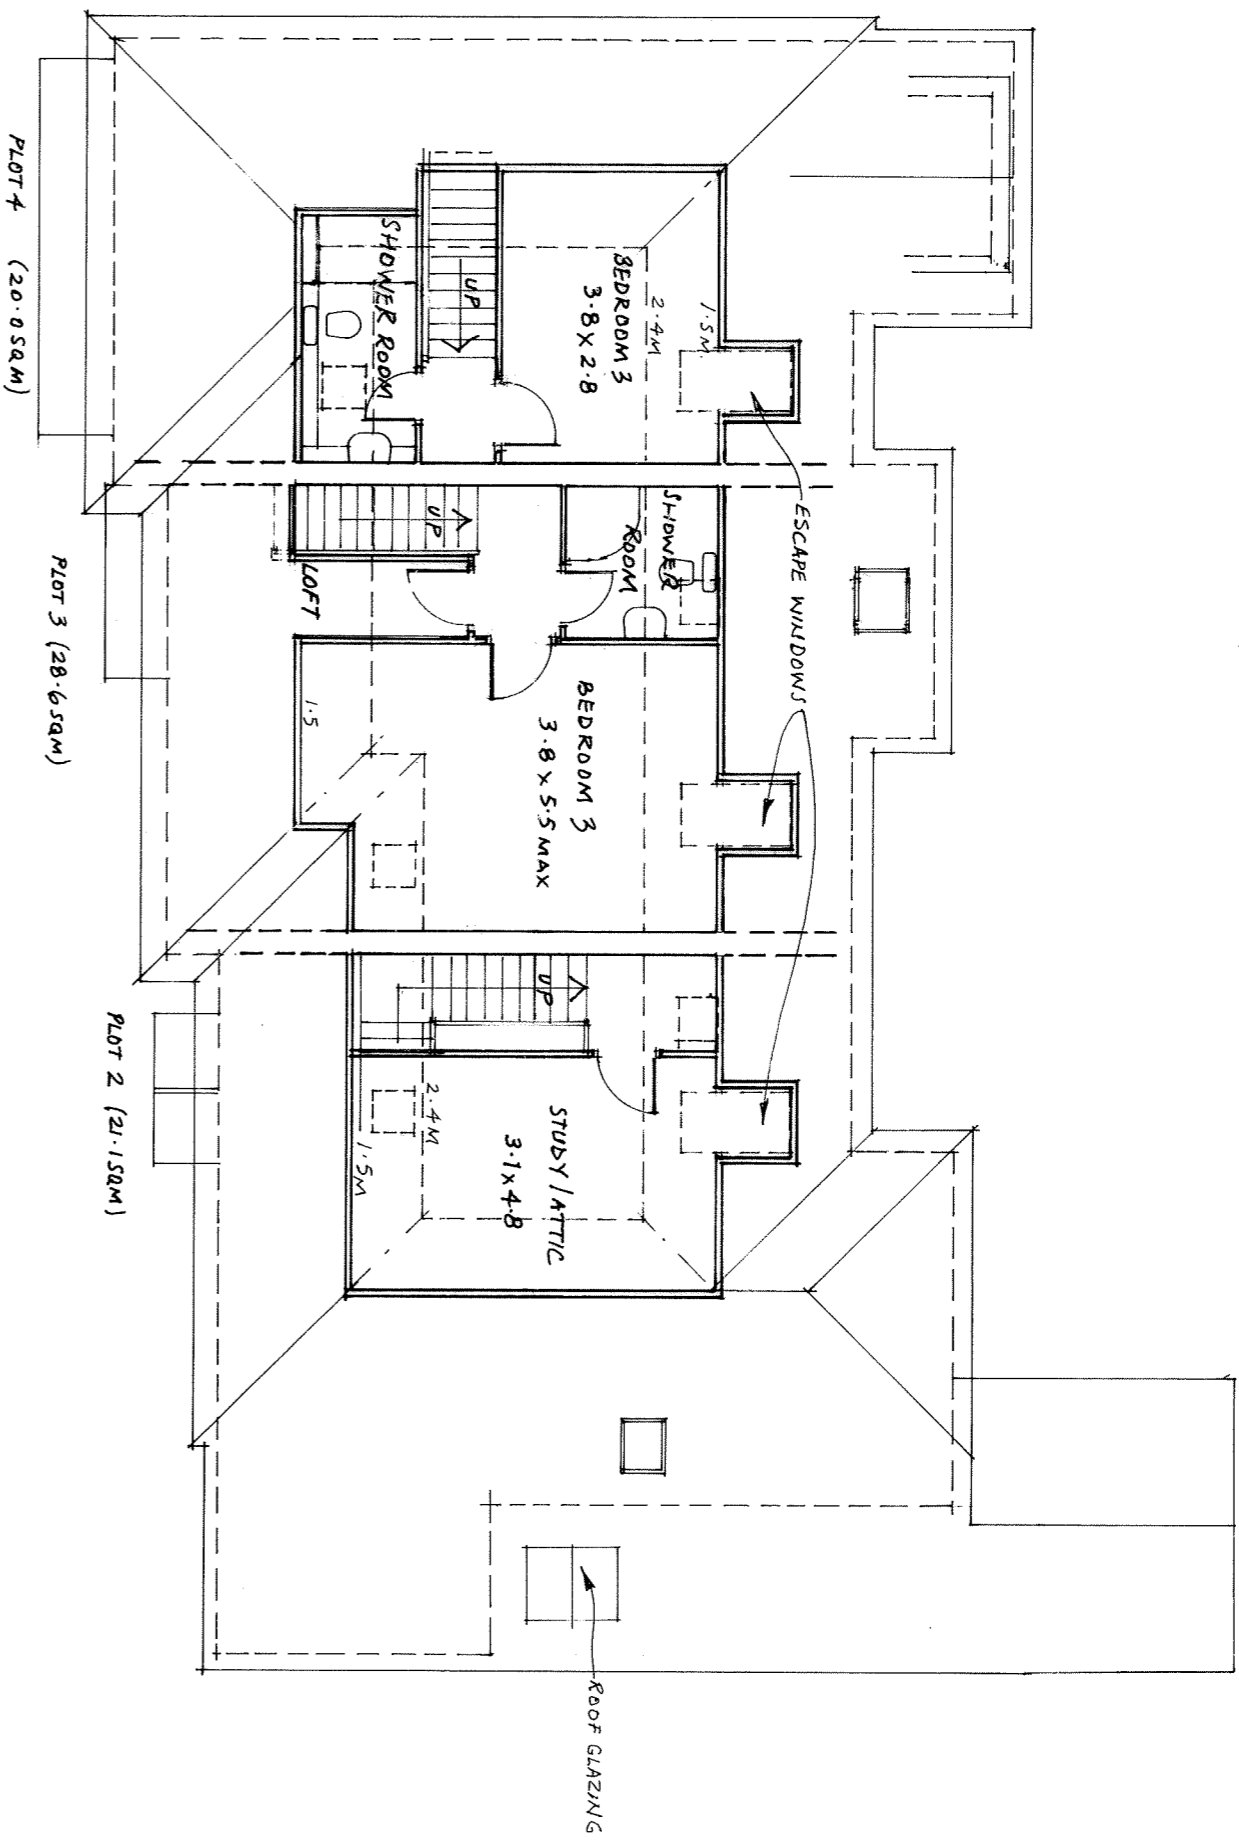 ROOF GLAZING
ESCAPE WINDOWS
BEDROOM 3
3.8 X 2.8
1.5M
2.4M
UP
SHOWER ROOM
SHOWER
ROOM
UP
LOFT
BEDROOM 3
3.8 X 5.5 MAX
1.5
UP
STUDY / ATTIC
3.1 X 4.8
2.4M
1.5M
PLOT 4 (20.0 SQ.M)
PLOT 3 (28.6 SQM)
PLOT 2 (21.1 SQM)